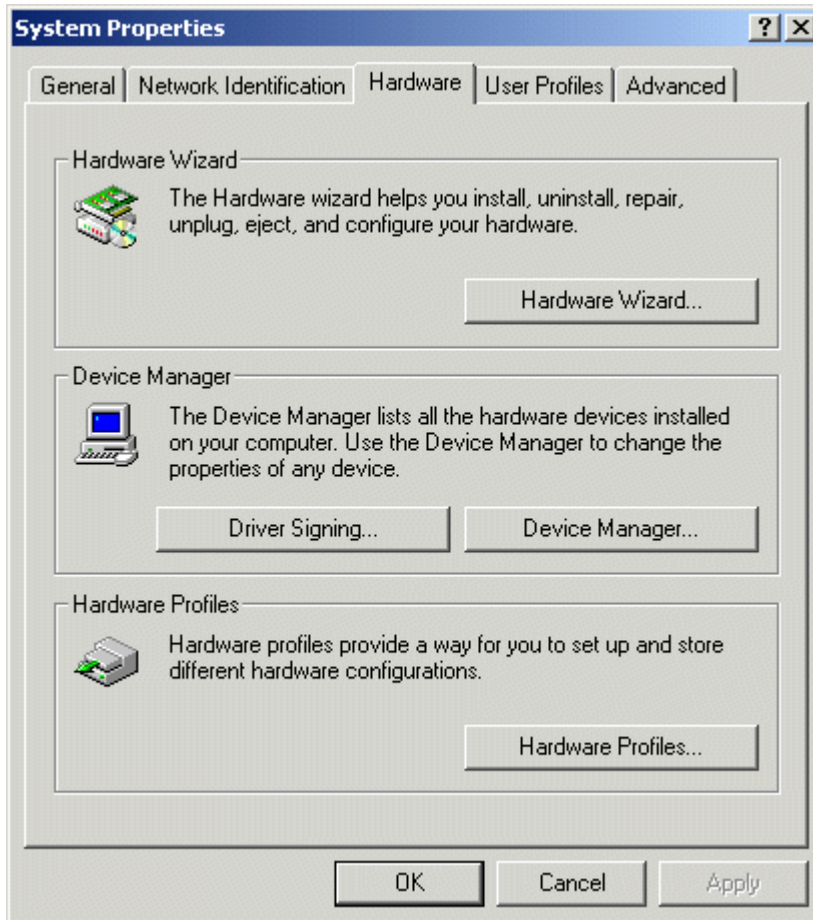 System Properties
General
Network Identification
Hardware
User Profiles
Advanced
Hardware Wizard
The Hardware wizard helps you install, uninstall, repair,
unplug, eject, and configure your hardware.
Hardware Wizard...
Device Manager
The Device Manager lists all the hardware devices installed
on your computer. Use the Device Manager to change the
properties of any device.
Driver Signing...
Device Manager...
Hardware Profiles
Hardware profiles provide a way for you to set up and store
different hardware configurations.
Hardware Profiles...
OK
Cancel
Apply